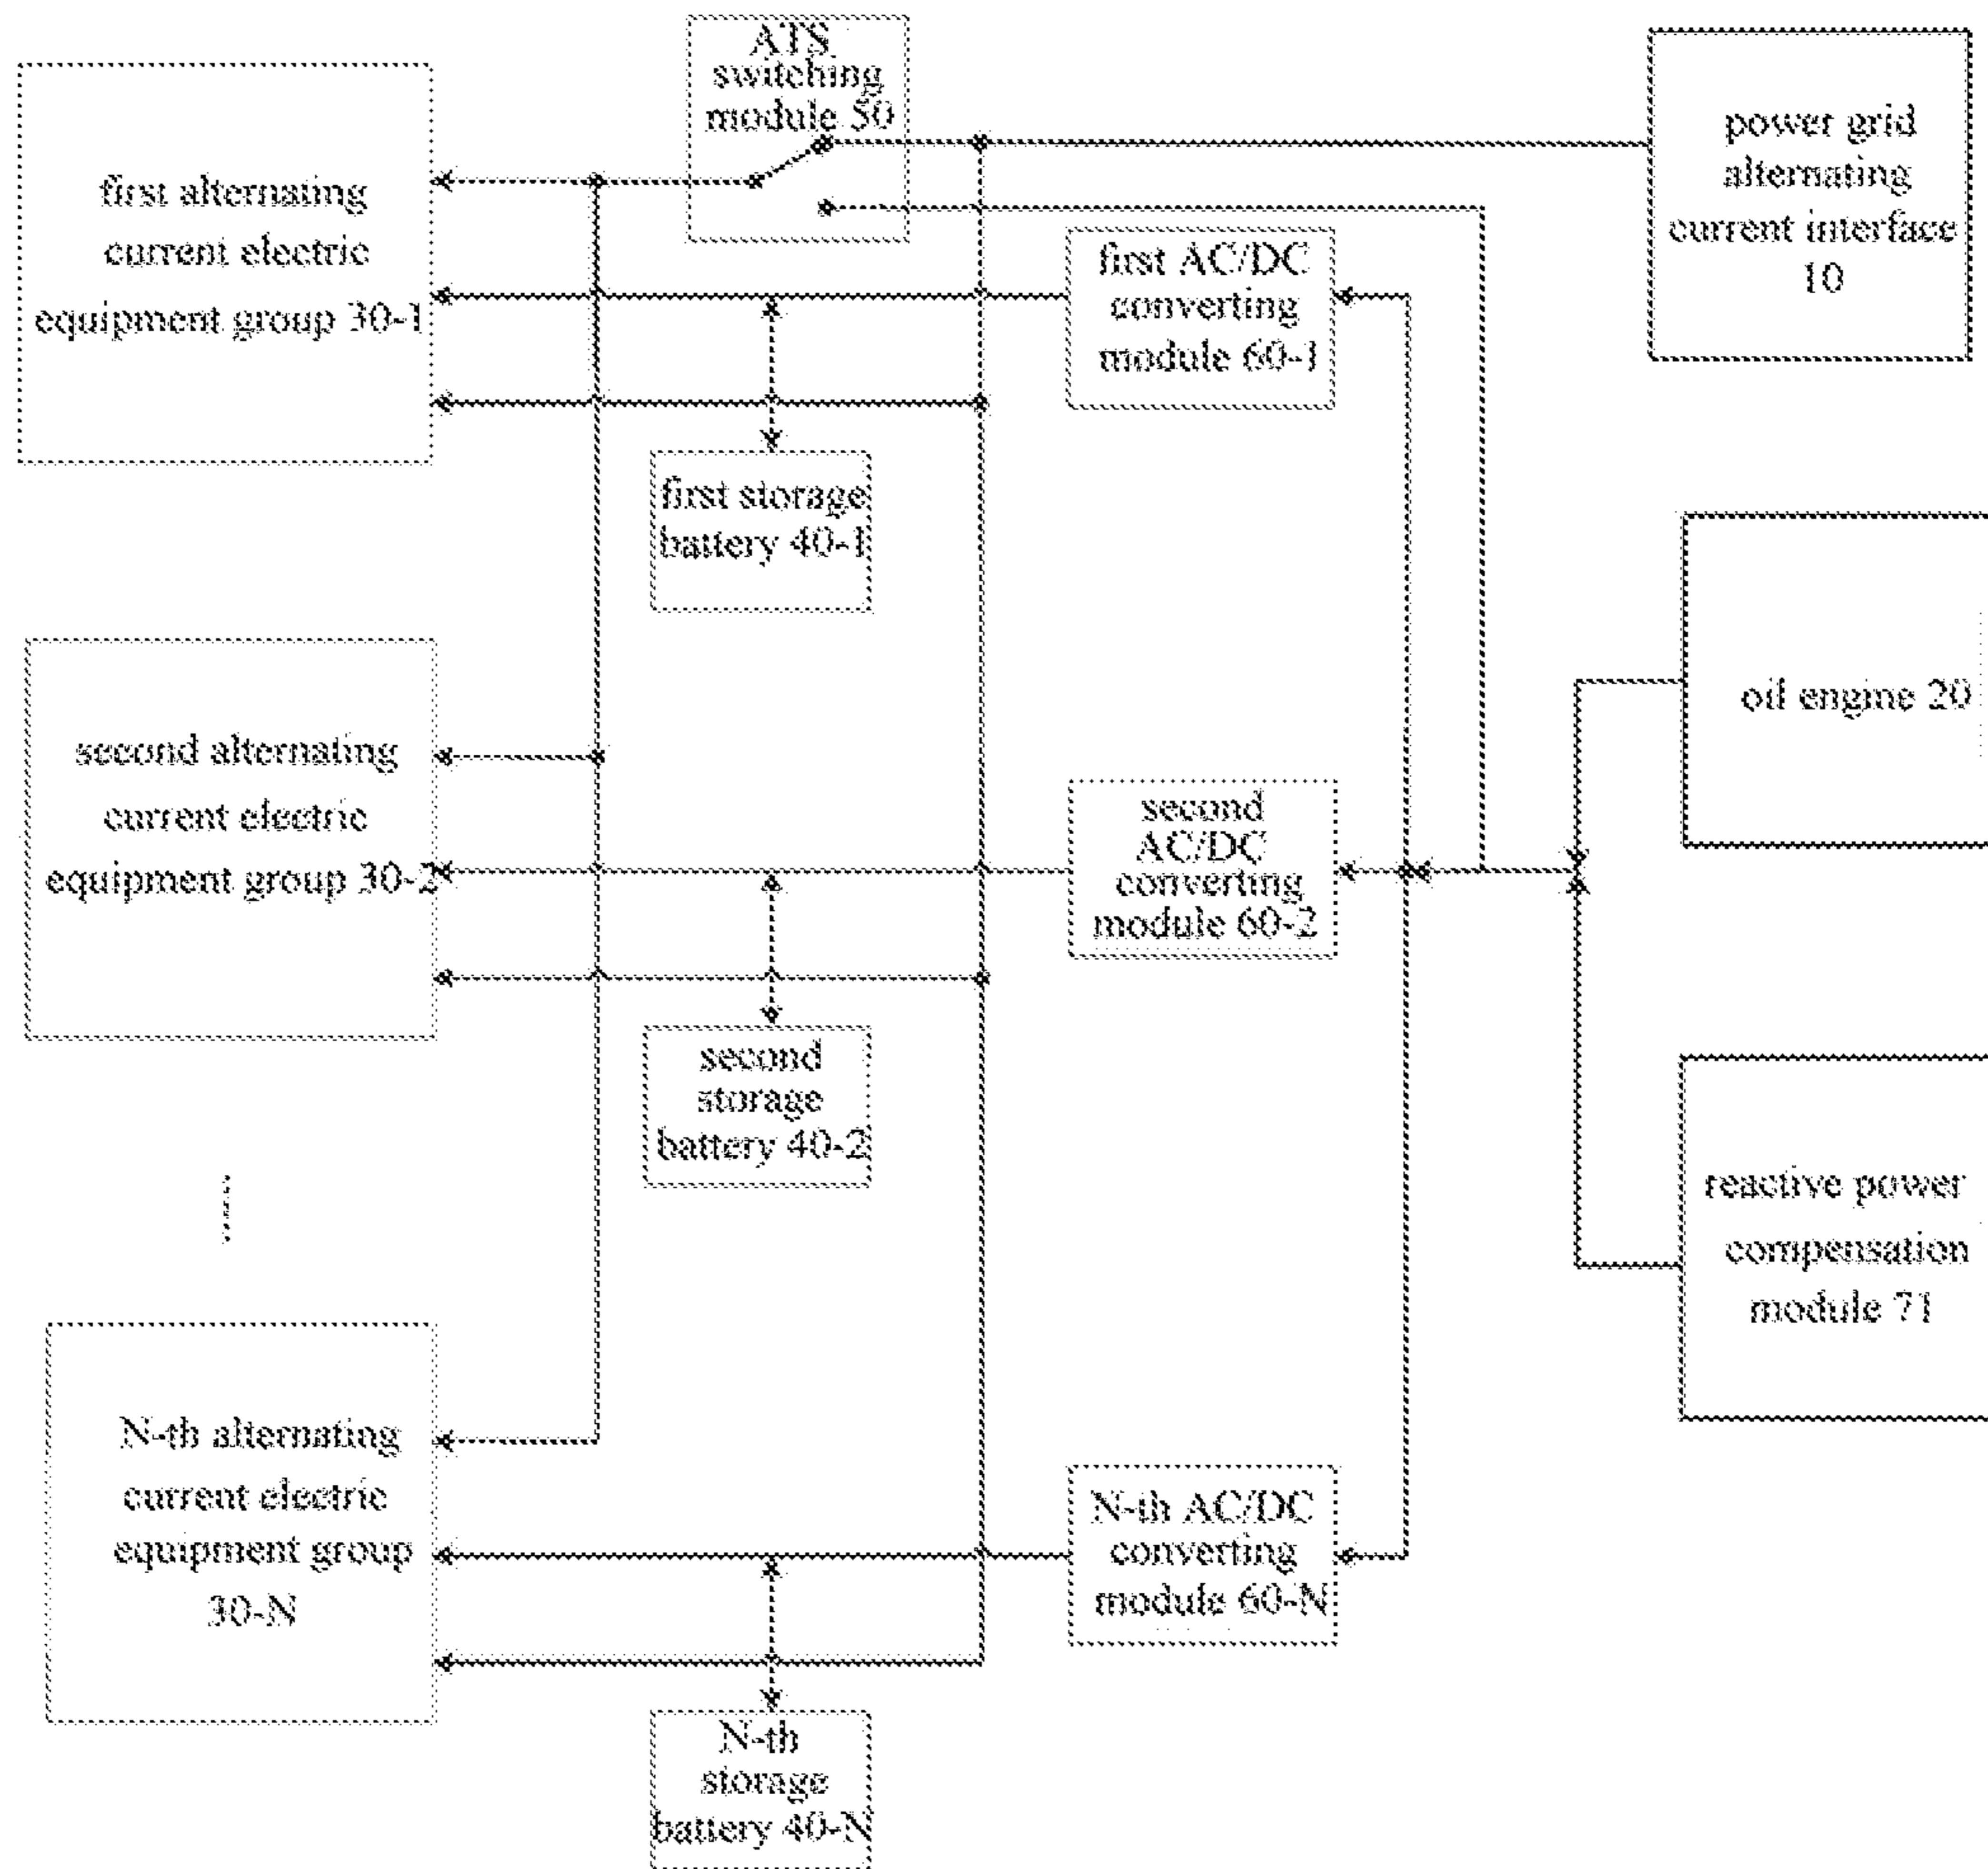 ATS
switching
module 50
power grid
alternating
current interface
10
first alternating
current electric
equipment group 30-1
first AC/DC
converting
module 60-1
first storage
battery 40-1
oil engine 20
second alternating
current electric
equipment group 30-2
second
AC/DC
converting
module 60-2
second
storage
battery 40-2
reactive power
compensation
module 71
N-th alternating
current electric
equipment group
30-N
N-th AC/DC
converting
module 60-N
N-th
storage
battery 40-N